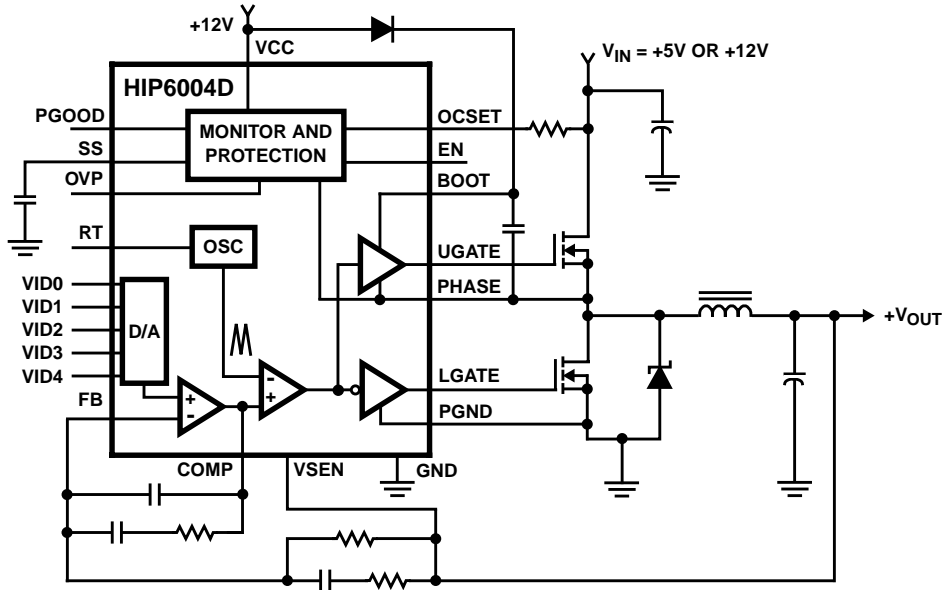 +12V
VCC
V_IN = +5V OR +12V
HIP6004D
PGOOD
MONITOR AND
PROTECTION
OCSET
SS
EN
OVP
BOOT
RT
OSC
UGATE
VID0
PHASE
VID1
VID2
D/A
VID3
VID4
+V_OUT
-
+
LGATE
FB
+
-
PGND
COMP
VSEN
GND